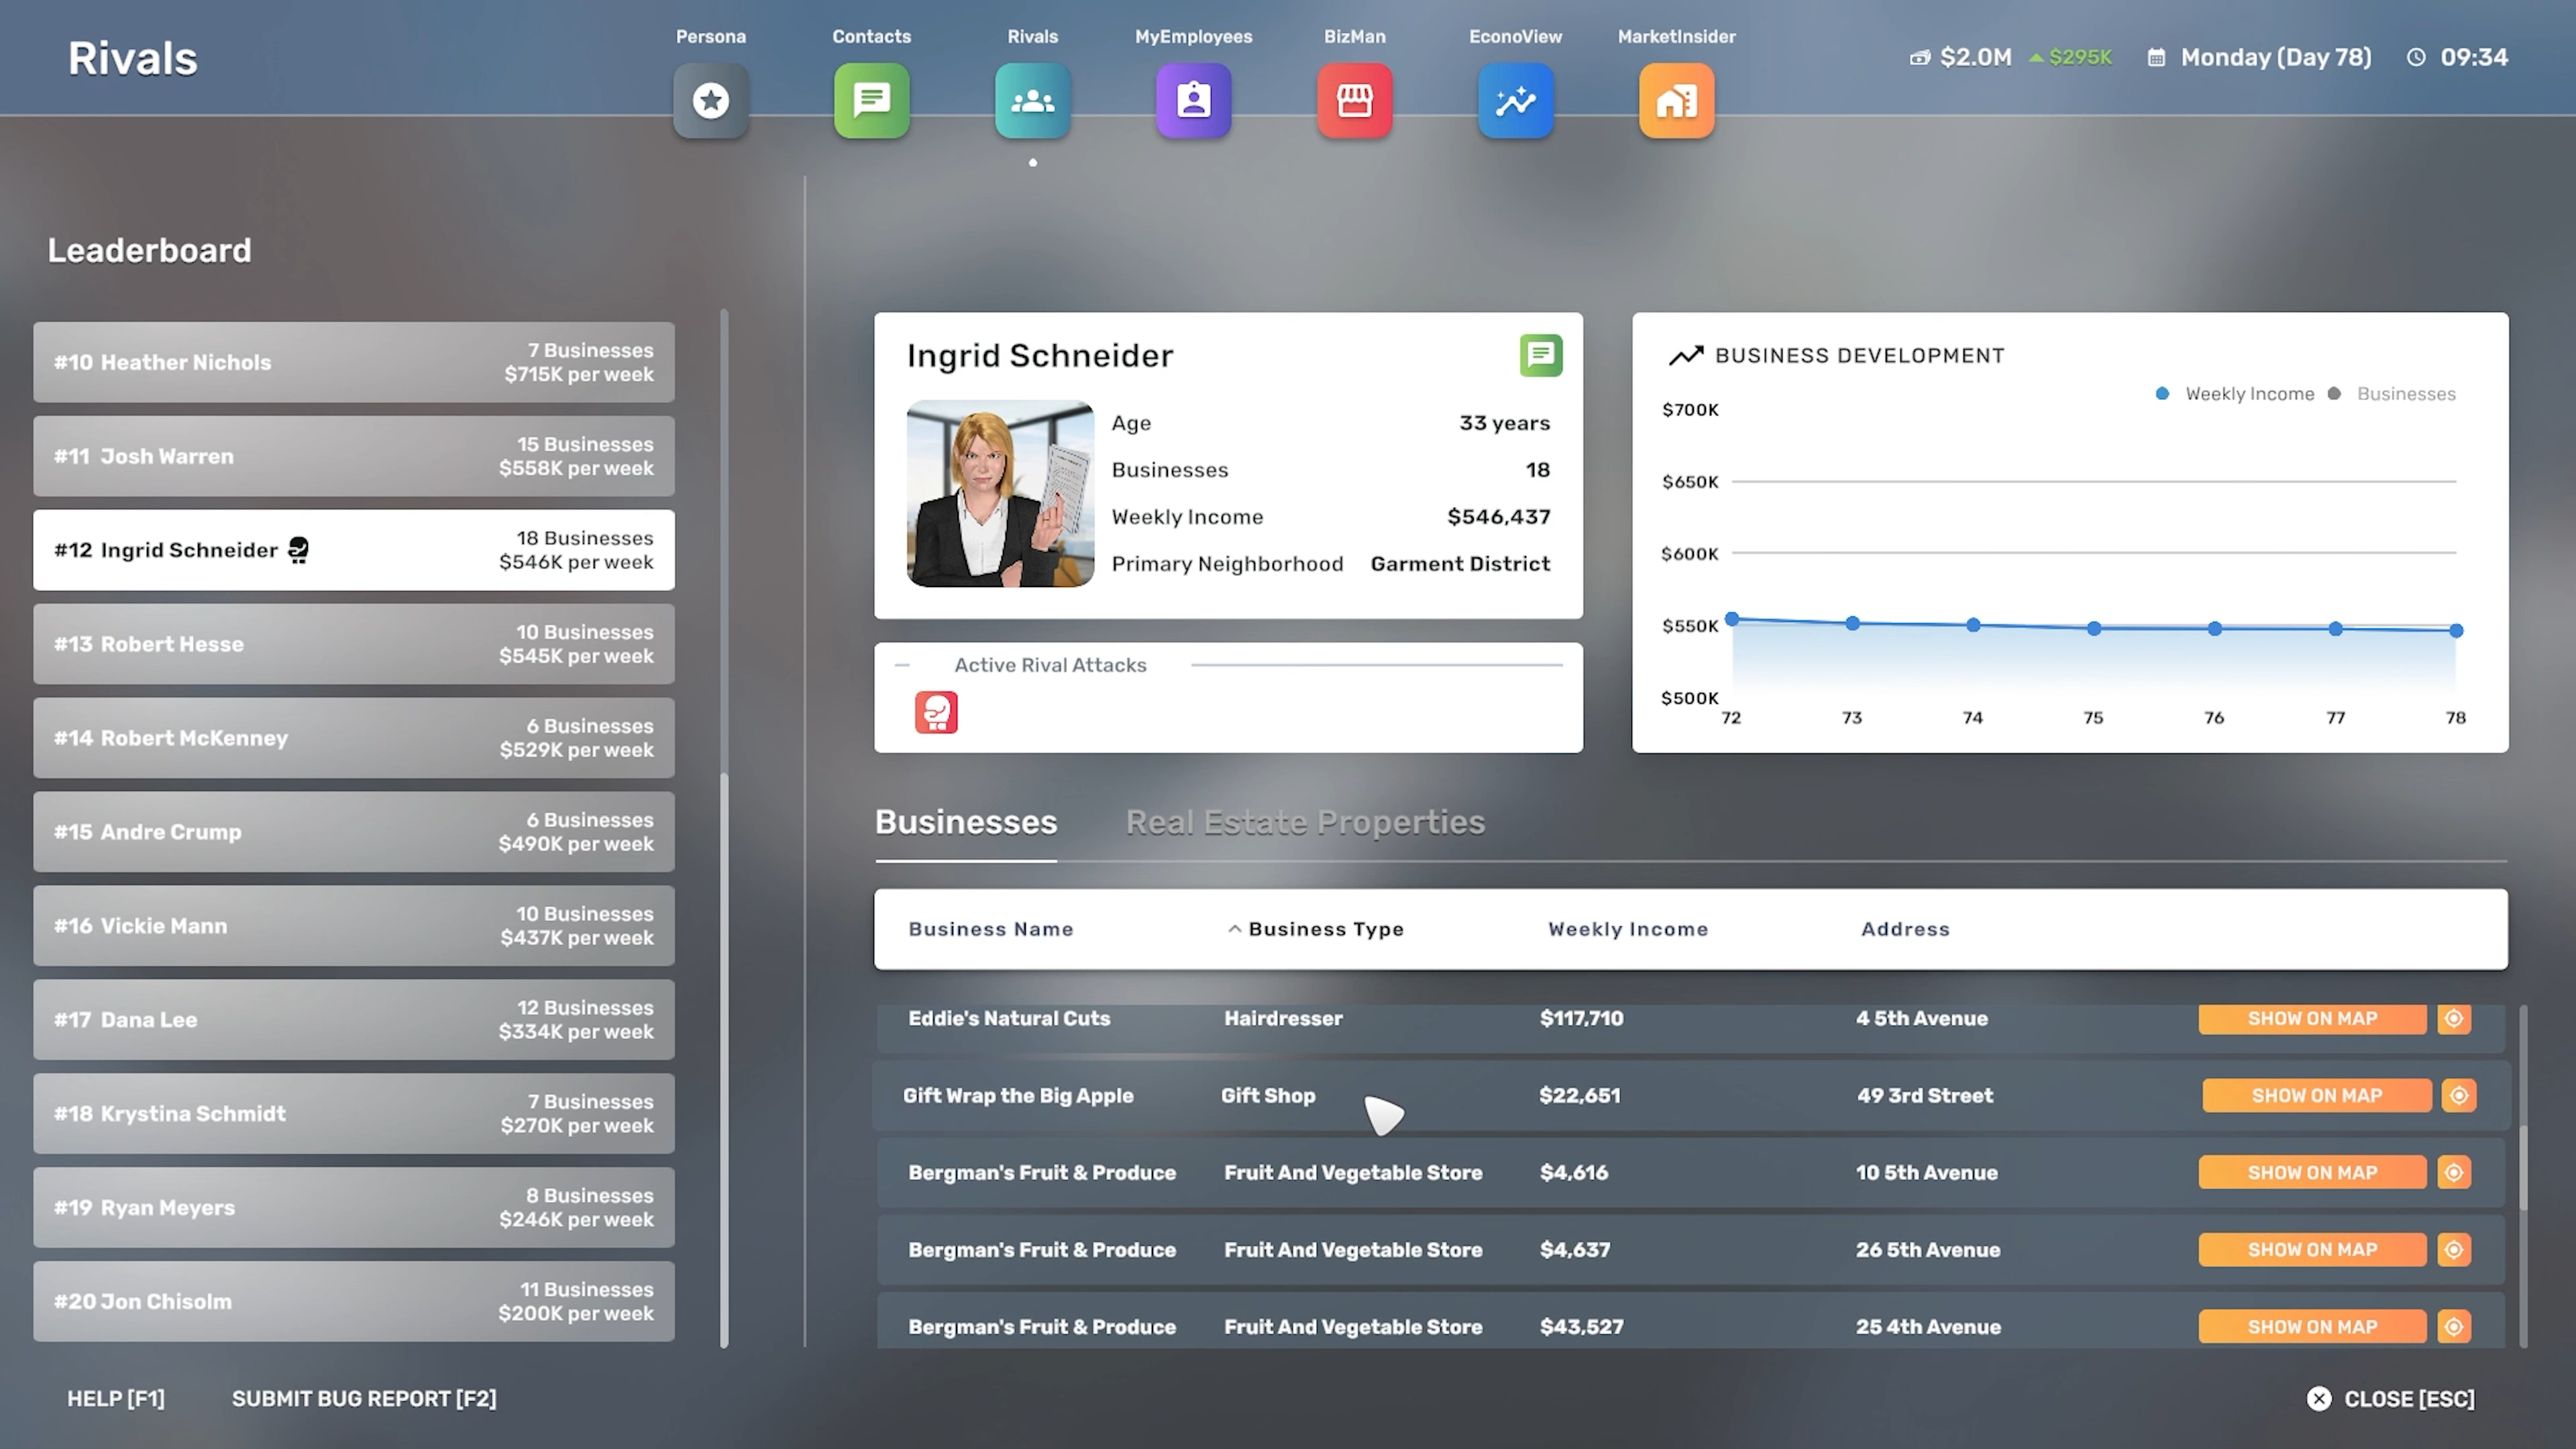 Rivals
Persona
Contacts
Rivals
MyEmployees
BizMan
EconoView
MarketInsider
$2.0M
$295K
Monday (Day 78)
09:34
Leaderboard
#10 Heather Nichols
7 Businesses
$715K per week
#11 Josh Warren
15 Businesses
$558K per week
#12 Ingrid Schneider
18 Businesses
$546K per week
#13 Robert Hesse
10 Businesses
$545K per week
#14 Robert McKenney
6 Businesses
$529K per week
#15 Andre Crump
6 Businesses
$490K per week
#16 Vickie Mann
10 Businesses
$437K per week
#17 Dana Lee
12 Businesses
$334K per week
#18 Krystina Schmidt
7 Businesses
$270K per week
#19 Ryan Meyers
8 Businesses
$246K per week
#20 Jon Chisolm
11 Businesses
$200K per week
Ingrid Schneider
Age 33 years
Businesses 18
Weekly Income $546,437
Primary Neighborhood Garment District
Active Rival Attacks
BUSINESS DEVELOPMENT
Weekly Income Businesses
$700K
$650K
$600K
$550K
$500K
72 73 74 75 76 77 78
Businesses Real Estate Properties
Business Name Business Type Weekly Income Address
Eddie's Natural Cuts Hairdresser $117,710 4 5th Avenue SHOW ON MAP
Gift Wrap the Big Apple Gift Shop $22,651 49 3rd Street SHOW ON MAP
Bergman's Fruit & Produce Fruit And Vegetable Store $4,616 10 5th Avenue SHOW ON MAP
Bergman's Fruit & Produce Fruit And Vegetable Store $4,637 26 5th Avenue SHOW ON MAP
Bergman's Fruit & Produce Fruit And Vegetable Store $43,527 25 4th Avenue SHOW ON MAP
HELP [F1] SUBMIT BUG REPORT [F2] CLOSE [ESC]